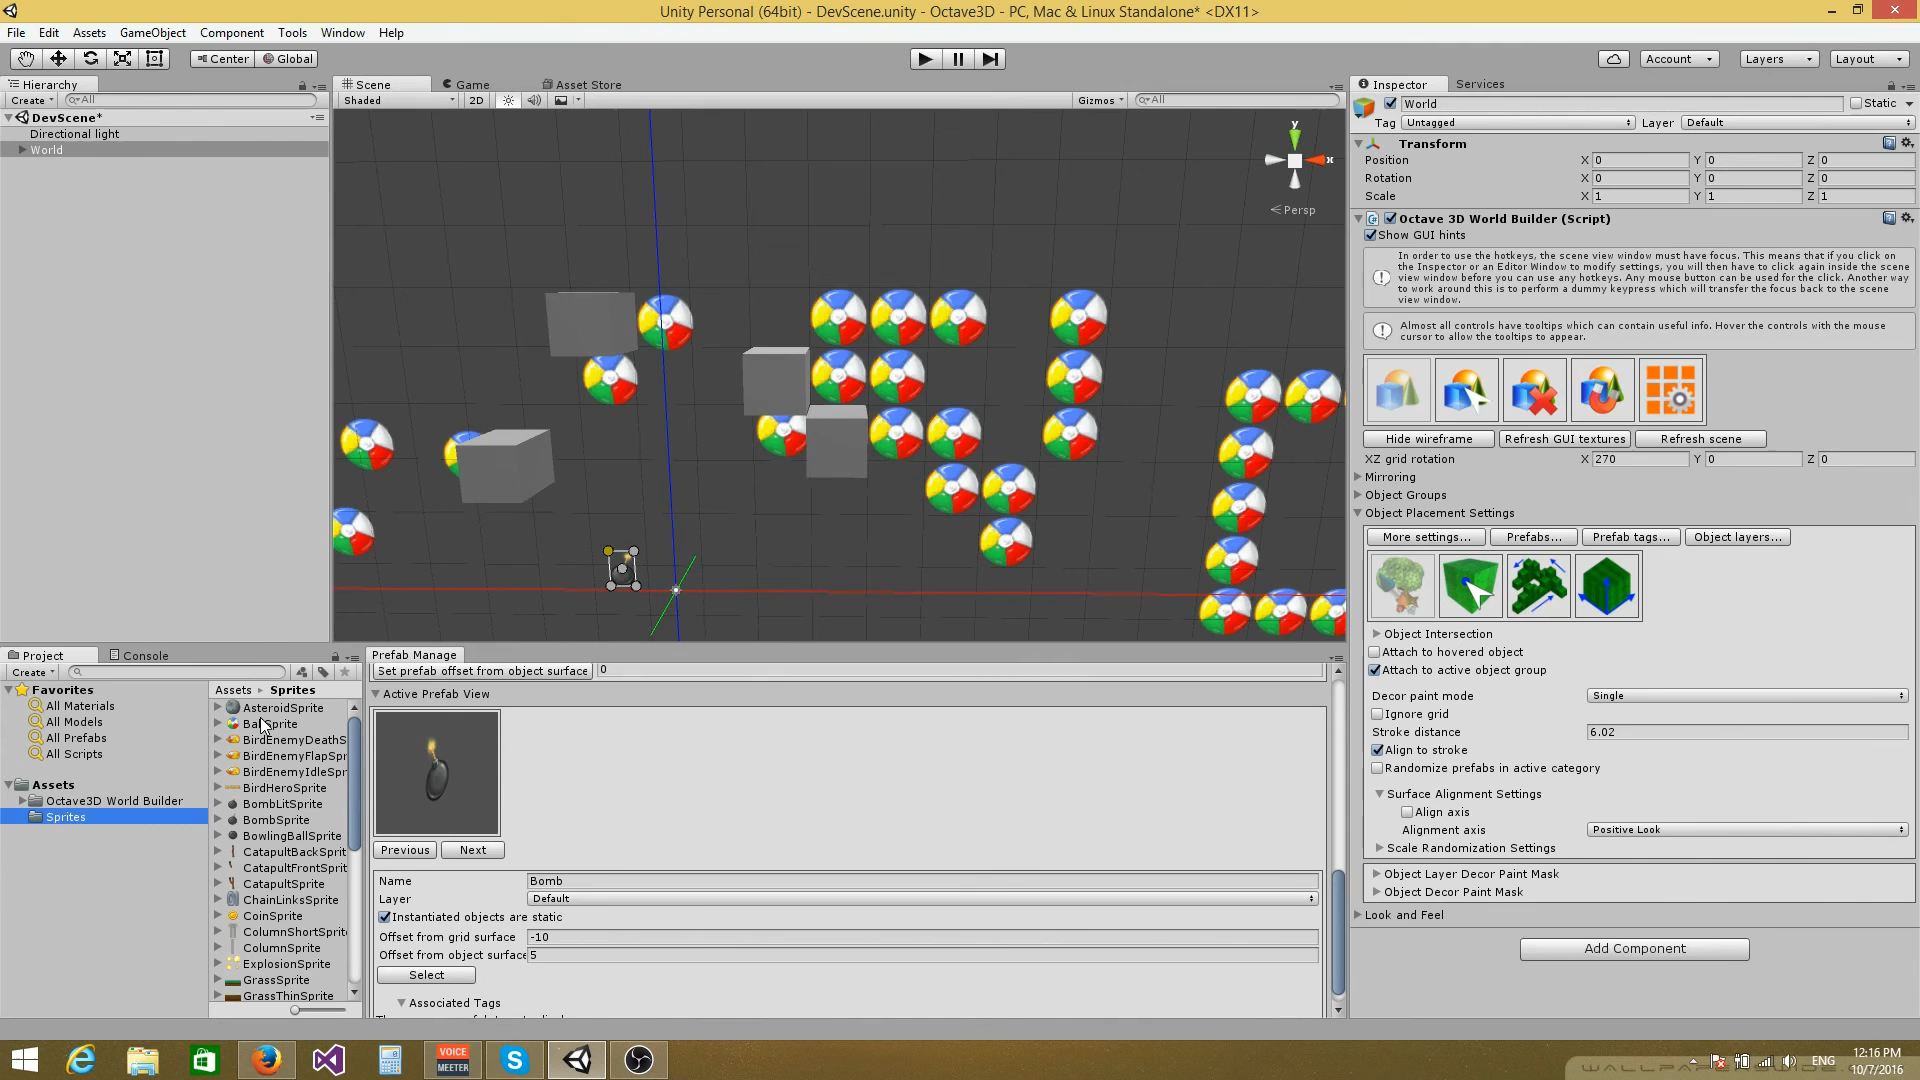 Unity Personal (64bit) - DevScene.unity - Octave3D - PC, Mac & Linux Standalone* <DX11>
File Edit Assets GameObject Component Tools Window Help
Center Global Account Layers Layout
Hierarchy
Create All
DevScene*
Directional light
World
Scene Game Asset Store
Shaded 2D Gizmos All
y
x
Persp
Inspector Services
World Static
Tag Untagged Layer Default
Transform
Position X 0 Y 0 Z 0
Rotation X 0 Y 0 Z 0
Scale X 1 Y 1 Z 1
Octave 3D World Builder (Script)
Show GUI hints
In order to use the hotkeys, the scene view window must have focus. This means that if you click on
the Inspector or an Editor Window to modify settings, you will then have to click again inside the scene
view window before you can use any hotkeys. Any mouse button can be used for the click. Another way
to work around this is to perform a dummy keypress which will transfer the focus back to the scene
view window.
Almost all controls have tooltips which can contain useful info. Hover the controls with the mouse
cursor to allow the tooltips to appear.
Hide wireframe Refresh GUI textures Refresh scene
XZ grid rotation X 270 Y 0 Z 0
Mirroring
Object Groups
Object Placement Settings
More settings... Prefabs... Prefab tags... Object layers...
Object Intersection
Attach to hovered object
Attach to active object group
Decor paint mode Single
Ignore grid
Stroke distance 6.02
Align to stroke
Randomize prefabs in active category
Surface Alignment Settings
Align axis
Alignment axis Positive Look
Scale Randomization Settings
Object Layer Decor Paint Mask
Object Decor Paint Mask
Look and Feel
Add Component
Project Console
Create
Favorites
All Materials
All Models
All Prefabs
All Scripts
Assets
Octave3D World Builder
Sprites
Assets Sprites
AsteroidSprite
BirdEnemyDeathS
BirdEnemyFlapSpr
BirdEnemyIdleSpr
BirdHeroSprite
BombLitSprite
BombSprite
BowlingBallSprite
CatapultBackSprit
CatapultFrontSprit
CatapultSprite
ChainLinksSprite
CoinSprite
ColumnShortSprite
ColumnSprite
ExplosionSprite
GrassSprite
GrassThinSprite
Prefab Manage
Set prefab offset from object surface 0
Active Prefab View
Previous Next
Name Bomb
Layer Default
Instantiated objects are static
Offset from grid surface -10
Offset from object surface 5
Select
Associated Tags
VOICE
MEETER
ENG
12:16 PM
10/7/2016